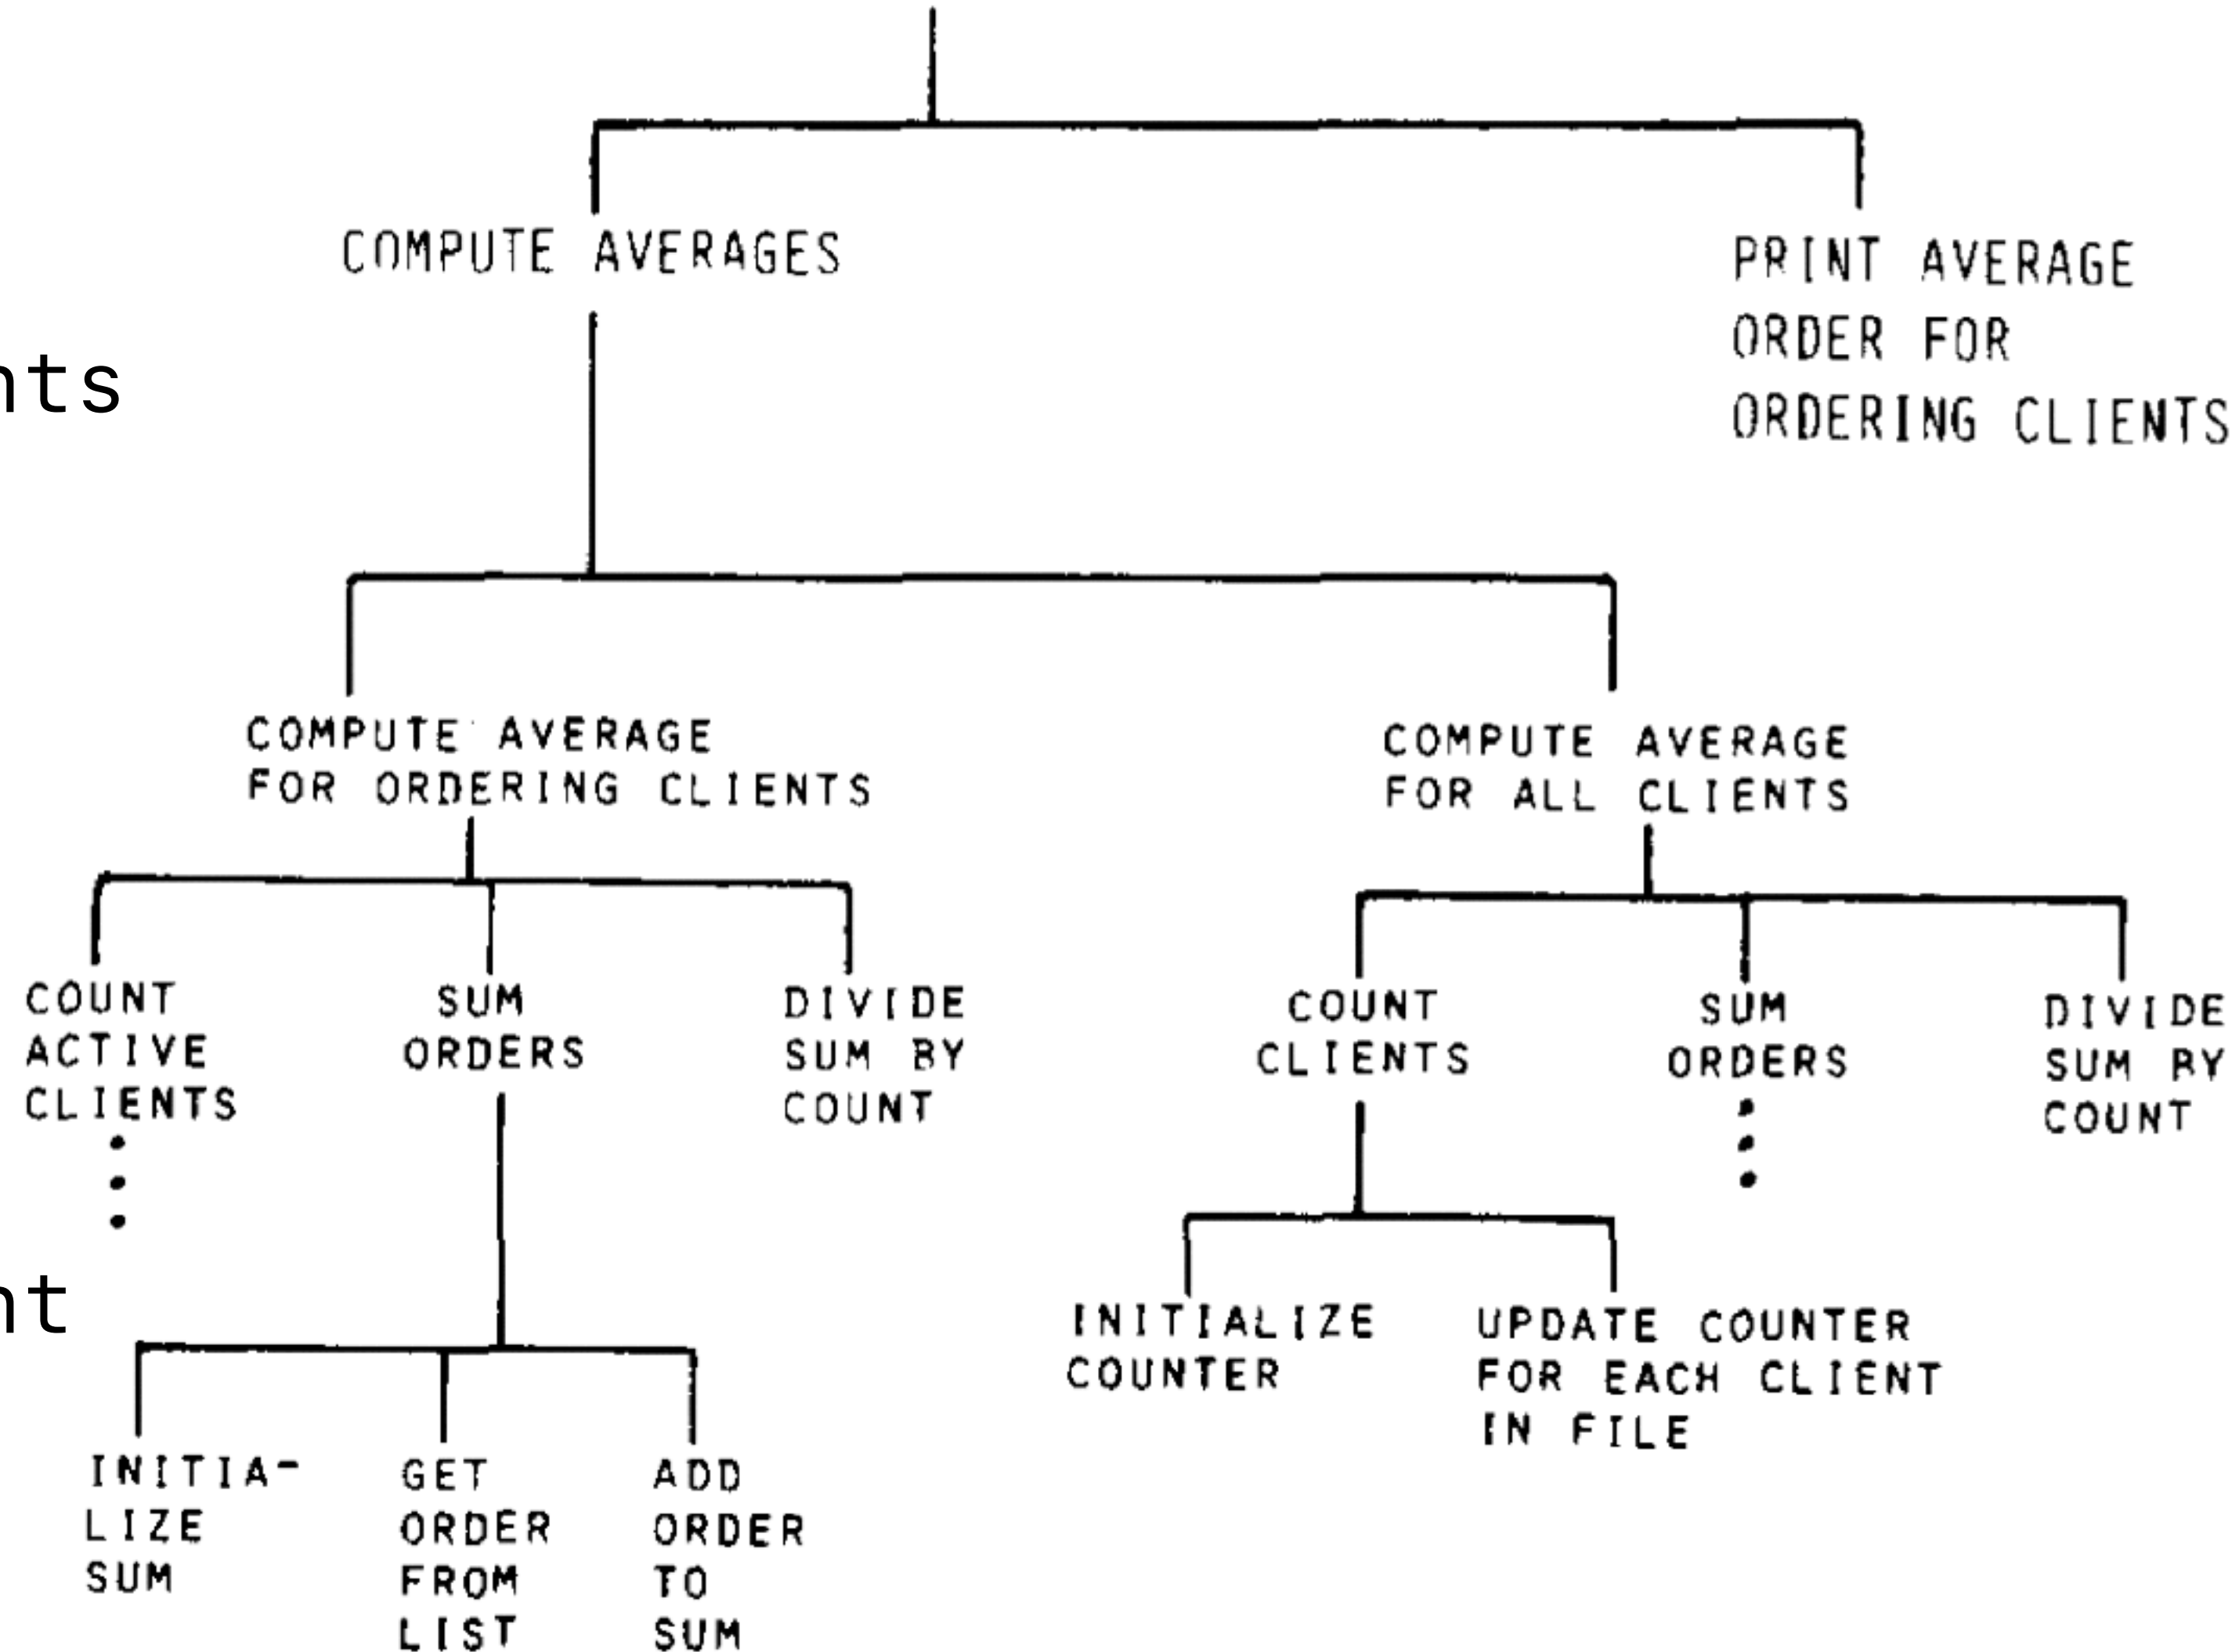 COMPUTE AVERAGES
PRINT AVERAGE
ORDER FOR
ORDERING CLIENTS
nts
COMPUTE AVERAGE
FOR ORDERING CLIENTS
COMPUTE AVERAGE
FOR ALL CLIENTS
COUNT
ACTIVE
CLIENTS
SUM
ORDERS
DIVIDE
SUM BY
COUNT
COUNT
CLIENTS
SUM
ORDERS
DIVIDE
SUM BY
COUNT
nt
INITIALIZE
COUNTER
UPDATE COUNTER
FOR EACH CLIENT
IN FILE
INITIA-
LIZE
SUM
GET
ORDER
FROM
LIST
ADD
ORDER
TO
SUM